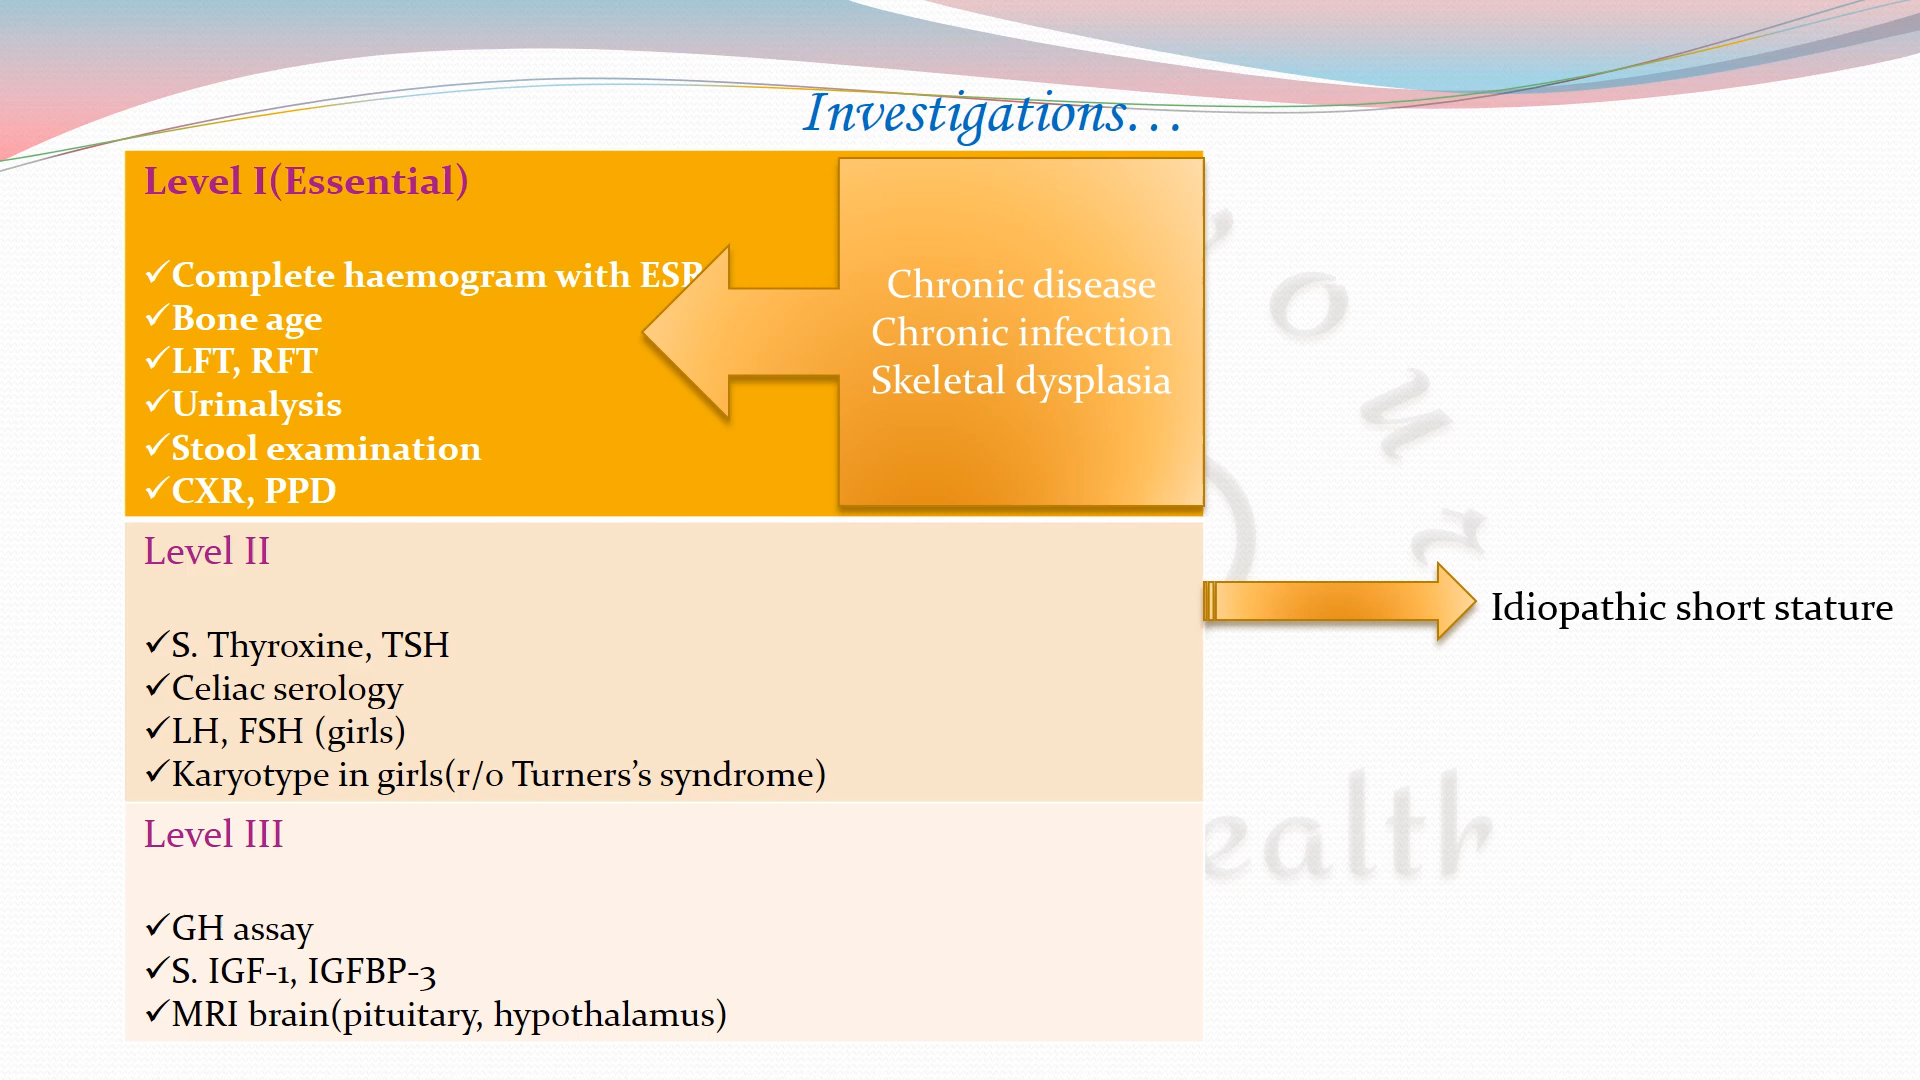 Investigations…
Level I(Essential)
✓Complete haemogram with ESR
✓Bone age
✓LFT, RFT
✓Urinalysis
✓Stool examination
✓CXR, PPD
Chronic disease
Chronic infection
Skeletal dysplasia
Level II
✓S. Thyroxine, TSH
✓Celiac serology
✓LH, FSH (girls)
✓Karyotype in girls(r/o Turners’s syndrome)
Idiopathic short stature
Level III
✓GH assay
✓S. IGF-1, IGFBP-3
✓MRI brain(pituitary, hypothalamus)